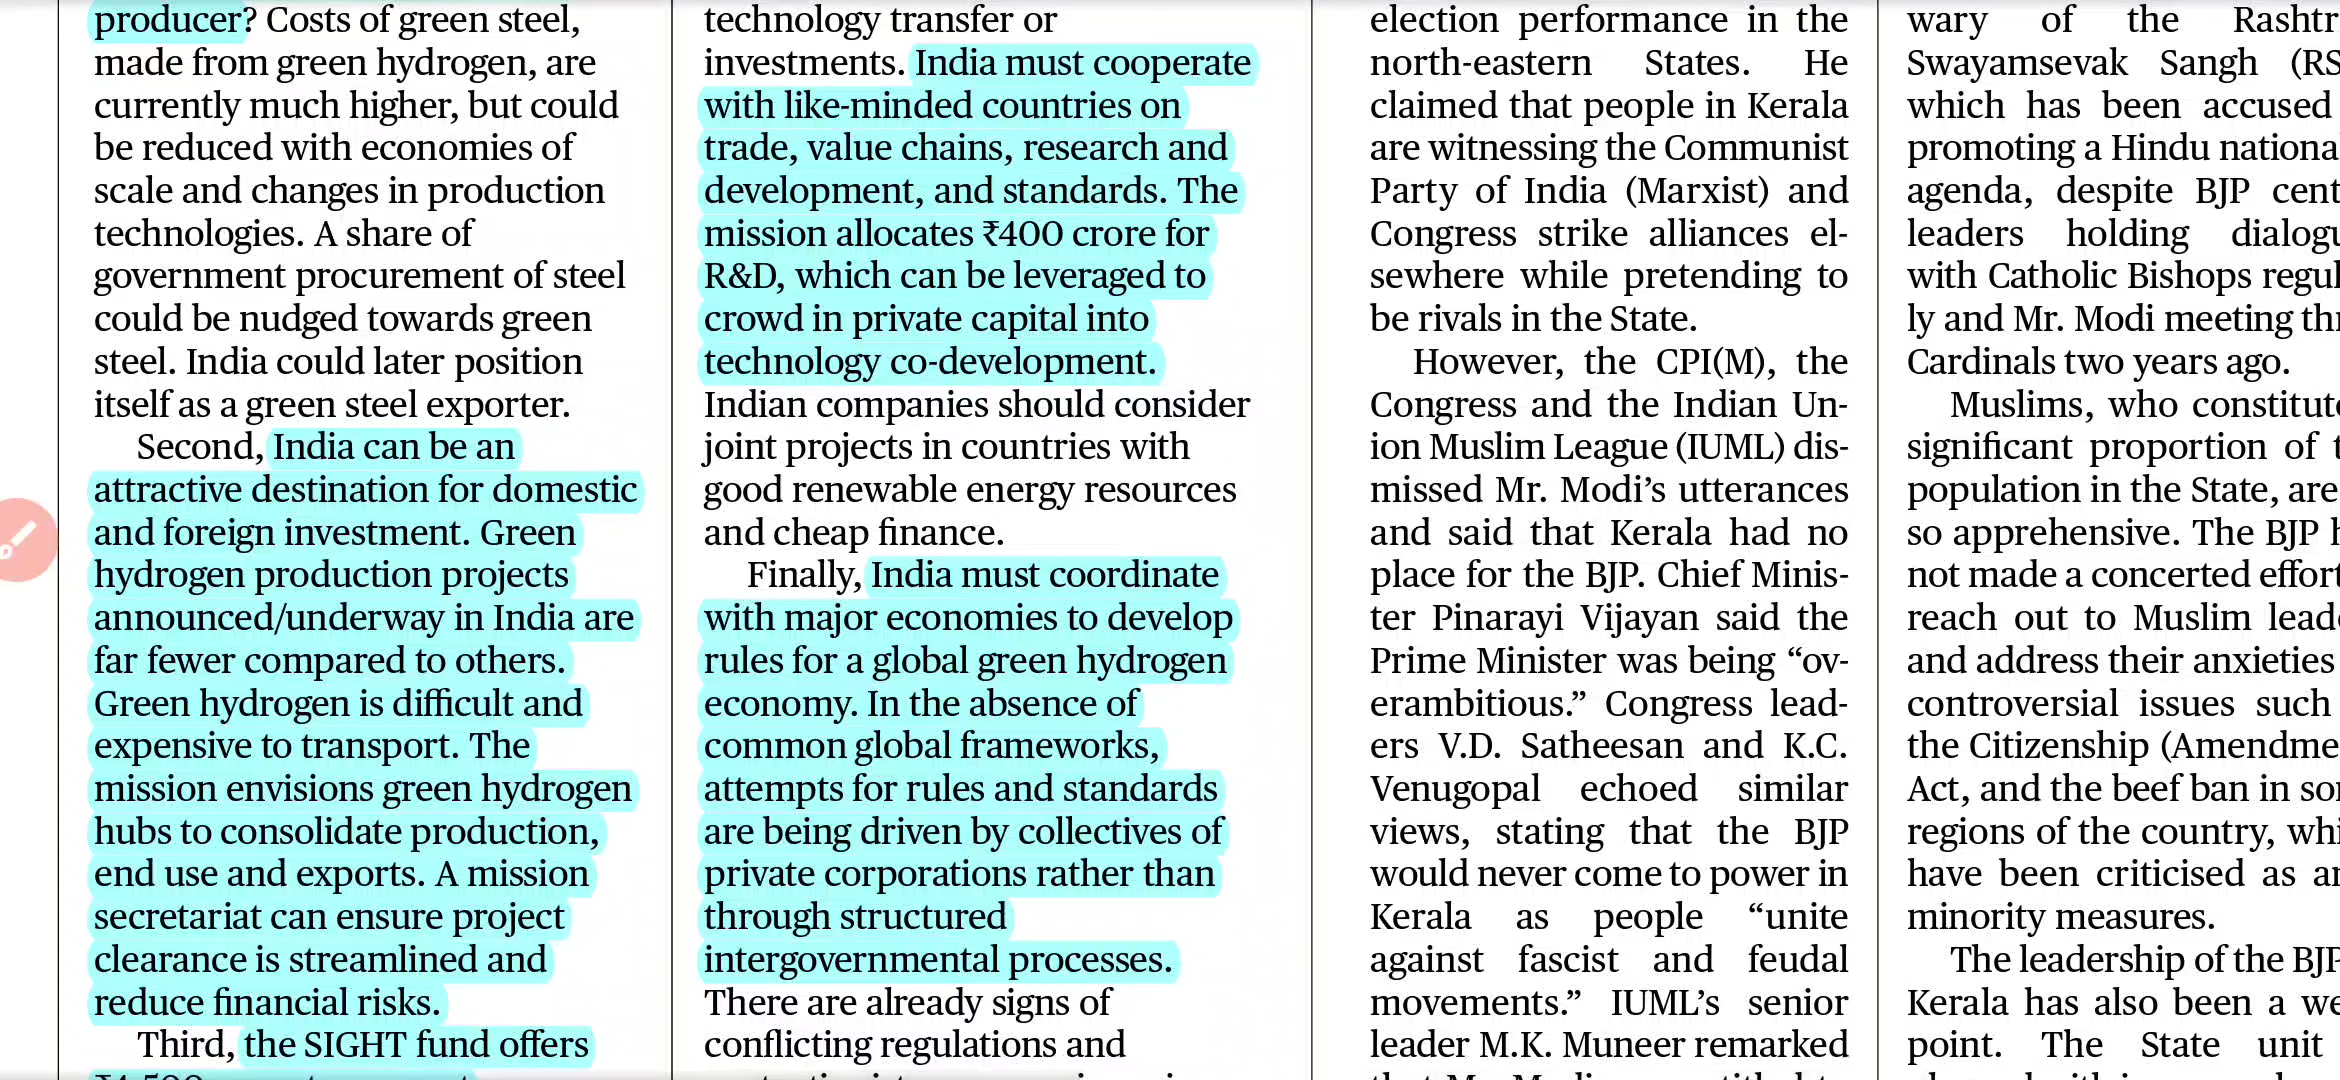 producer? Costs of green steel,
made from green hydrogen, are
currently much higher, but could
be reduced with economies of
scale and changes in production
technologies. A share of
government procurement of steel
could be nudged towards green
steel. India could later position
itself as a green steel exporter.
Second, India can be an
attractive destination for domestic
and foreign investment. Green
hydrogen production projects
announced/underway in India are
far fewer compared to others.
Green hydrogen is difficult and
expensive to transport. The
mission envisions green hydrogen
hubs to consolidate production,
end use and exports. A mission
secretariat can ensure project
clearance is streamlined and
reduce financial risks.
Third, the SIGHT fund offers
technology transfer or
investments. India must cooperate
with like-minded countries on
trade, value chains, research and
development, and standards. The
mission allocates ₹400 crore for
R&D, which can be leveraged to
crowd in private capital into
technology co-development.
Indian companies should consider
joint projects in countries with
good renewable energy resources
and cheap finance.
Finally, India must coordinate
with major economies to develop
rules for a global green hydrogen
economy. In the absence of
common global frameworks,
attempts for rules and standards
are being driven by collectives of
private corporations rather than
through structured
intergovernmental processes.
There are already signs of
conflicting regulations and
election performance in the
north-eastern States. He
claimed that people in Kerala
are witnessing the Communist
Party of India (Marxist) and
Congress strike alliances el-
sewhere while pretending to
be rivals in the State.
However, the CPI(M), the
Congress and the Indian Un-
ion Muslim League (IUML) dis-
missed Mr. Modi’s utterances
and said that Kerala had no
place for the BJP. Chief Minis-
ter Pinarayi Vijayan said the
Prime Minister was being “ov-
erambitious.” Congress lead-
ers V.D. Satheesan and K.C.
Venugopal echoed similar
views, stating that the BJP
would never come to power in
Kerala as people “unite
against fascist and feudal
movements.” IUML’s senior
leader M.K. Muneer remarked
wary of the Rashtr
Swayamsevak Sangh (RS
which has been accused
promoting a Hindu nationa
agenda, despite BJP cent
leaders holding dialogu
with Catholic Bishops regul
ly and Mr. Modi meeting thr
Cardinals two years ago.
Muslims, who constitute
significant proportion of t
population in the State, are
so apprehensive. The BJP h
not made a concerted effort
reach out to Muslim leade
and address their anxieties
controversial issues such
the Citizenship (Amendme
Act, and the beef ban in so
regions of the country, whi
have been criticised as an
minority measures.
The leadership of the BJP
Kerala has also been a we
point. The State unit